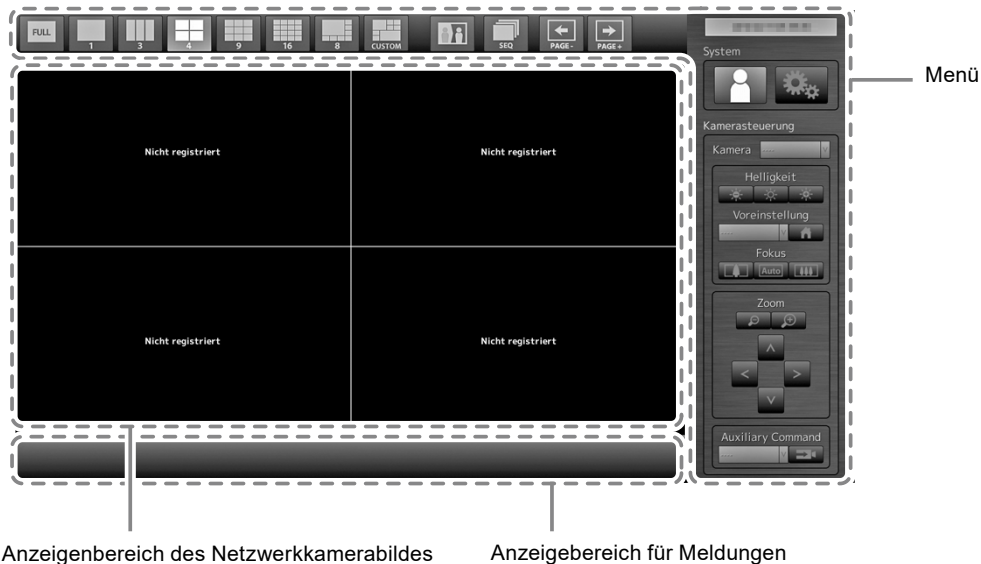 FULL
1
3
4
9
16
8
CUSTOM
SEQ
PAGE-
PAGE+
System
Menü
Kamerasteuerung
Kamera
----
Nicht registriert
Nicht registriert
Helligkeit
Voreinstellung
----
Fokus
Auto
Zoom
Nicht registriert
Nicht registriert
Auxiliary Command
----
Anzeigenbereich des Netzwerkkamerabildes
Anzeigebereich für Meldungen